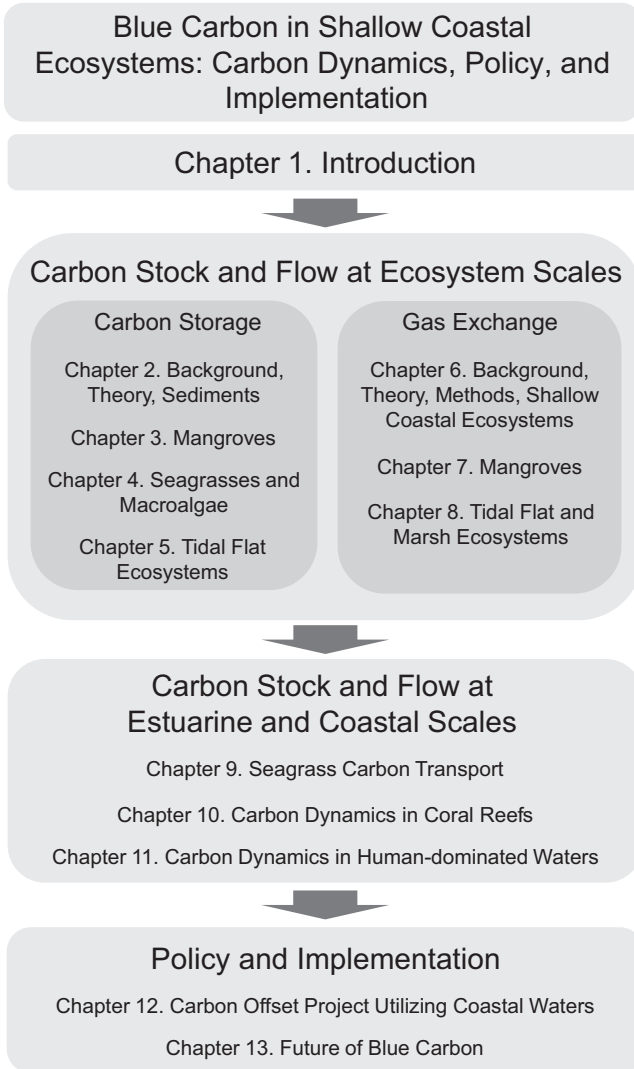 Blue Carbon in Shallow Coastal
Ecosystems: Carbon Dynamics, Policy, and
Implementation
Chapter 1. Introduction
Carbon Stock and Flow at Ecosystem Scales
Carbon Storage
Chapter 2. Background,
Theory, Sediments
Chapter 3. Mangroves
Chapter 4. Seagrasses and
Macroalgae
Chapter 5. Tidal Flat
Ecosystems
Gas Exchange
Chapter 6. Background,
Theory, Methods, Shallow
Coastal Ecosystems
Chapter 7. Mangroves
Chapter 8. Tidal Flat and
Marsh Ecosystems
Carbon Stock and Flow at
Estuarine and Coastal Scales
Chapter 9. Seagrass Carbon Transport
Chapter 10. Carbon Dynamics in Coral Reefs
Chapter 11. Carbon Dynamics in Human-dominated Waters
Policy and Implementation
Chapter 12. Carbon Offset Project Utilizing Coastal Waters
Chapter 13. Future of Blue Carbon